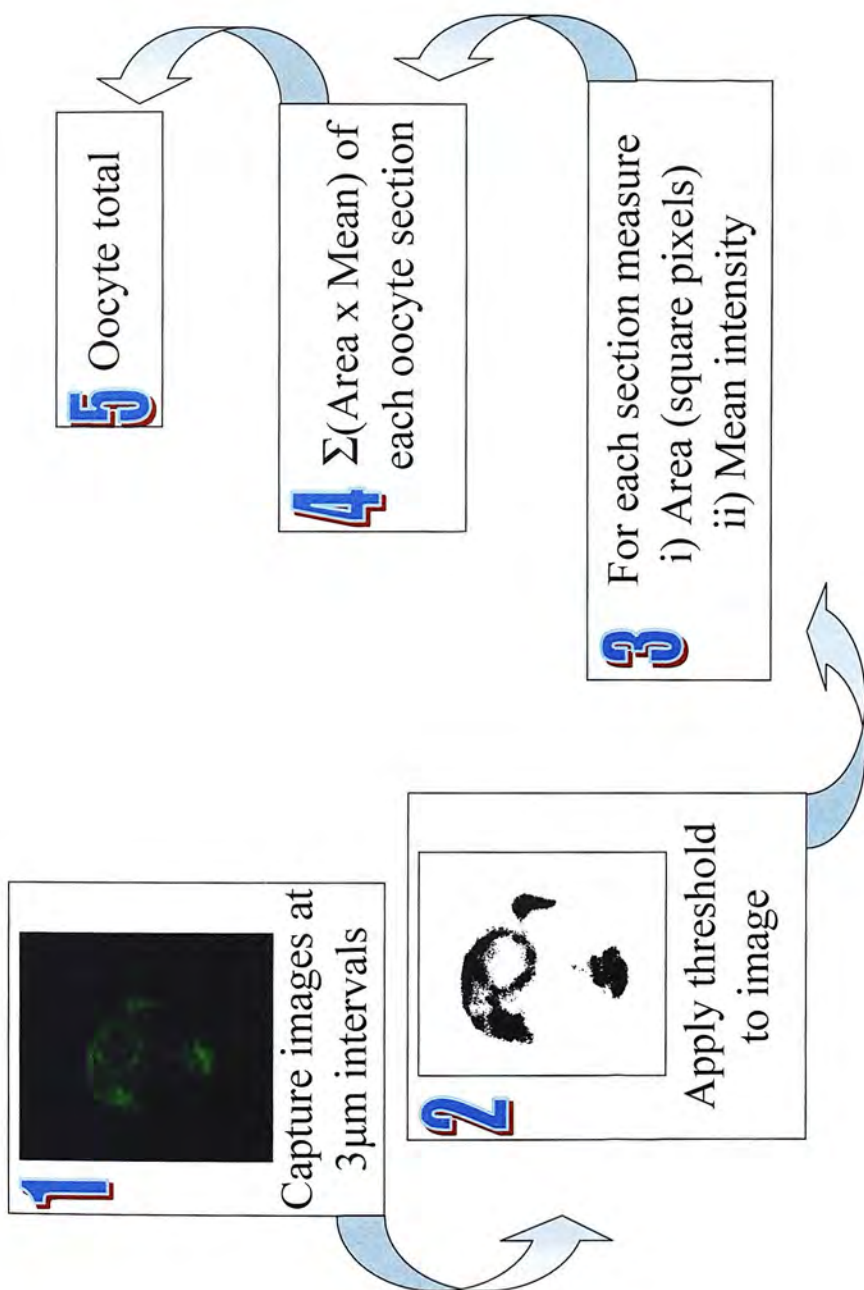 1
Capture images at
3µm intervals
2
Apply threshold
to image
3 For each section measure
i) Area (square pixels)
ii) Mean intensity
4 Σ(Area x Mean) of
each oocyte section
5 Oocyte total